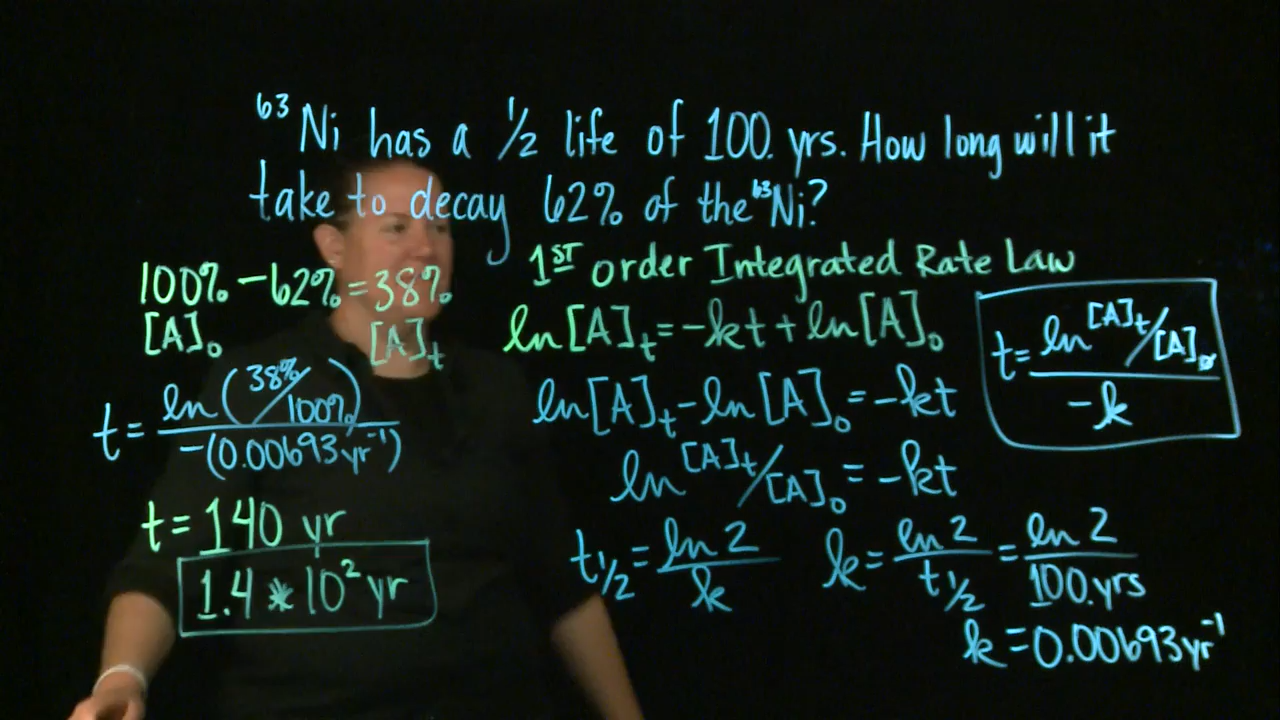 ⁶³Ni has a ½ life of 100. yrs. How long will it
take to decay 62% of the ⁶³Ni?
100% - 62% = 38%
[A]₀ [A]ₜ
t = ln(38%/100%) / -(0.00693 yr⁻¹)
t = 140 yr
1.4 * 10² yr
1ST order Integrated Rate Law
ln[A]ₜ = -kt + ln[A]₀
ln[A]ₜ - ln[A]₀ = -kt
ln [A]ₜ/[A]₀ = -kt
t = ln [A]ₜ/[A]₀ / -k
t½ = ln 2 / k
k = ln 2 / t½ = ln 2 / 100. yrs
k = 0.00693 yr⁻¹